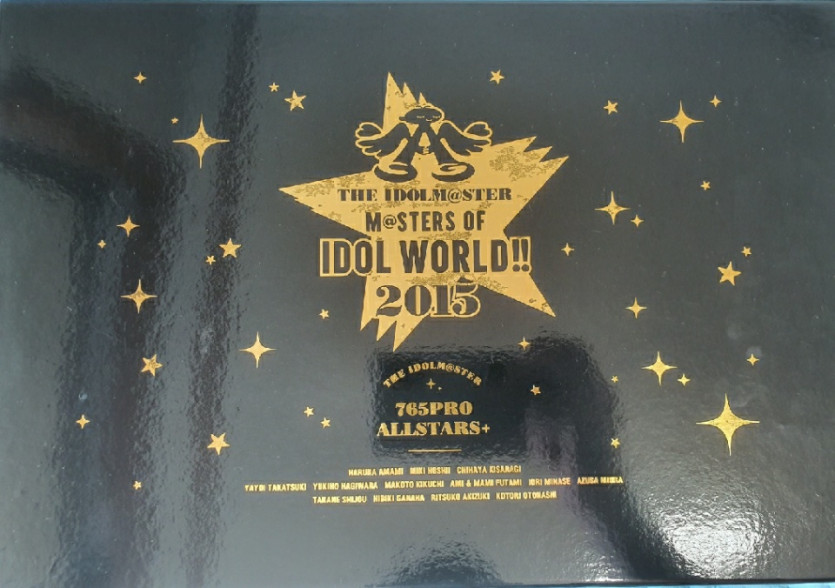 THE IDOLM@STER
M@STERS OF
IDOL WORLD!!
2015
THE IDOLM@STER
765PRO
ALLSTARS+
HARUKA AMAMI MIKI HOSHII CHIHAYA KISARAGI
YAYOI TAKATSUKI YUKIHO HAGIWARA MAKOTO KIKUCHI AMI & MAMI FUTAMI IORI MINASE AZUSA MIURA
TAKANE SHIJOU HIBIKI GANAHA RITSUKO AKIZUKI KOTORI OTONASHI